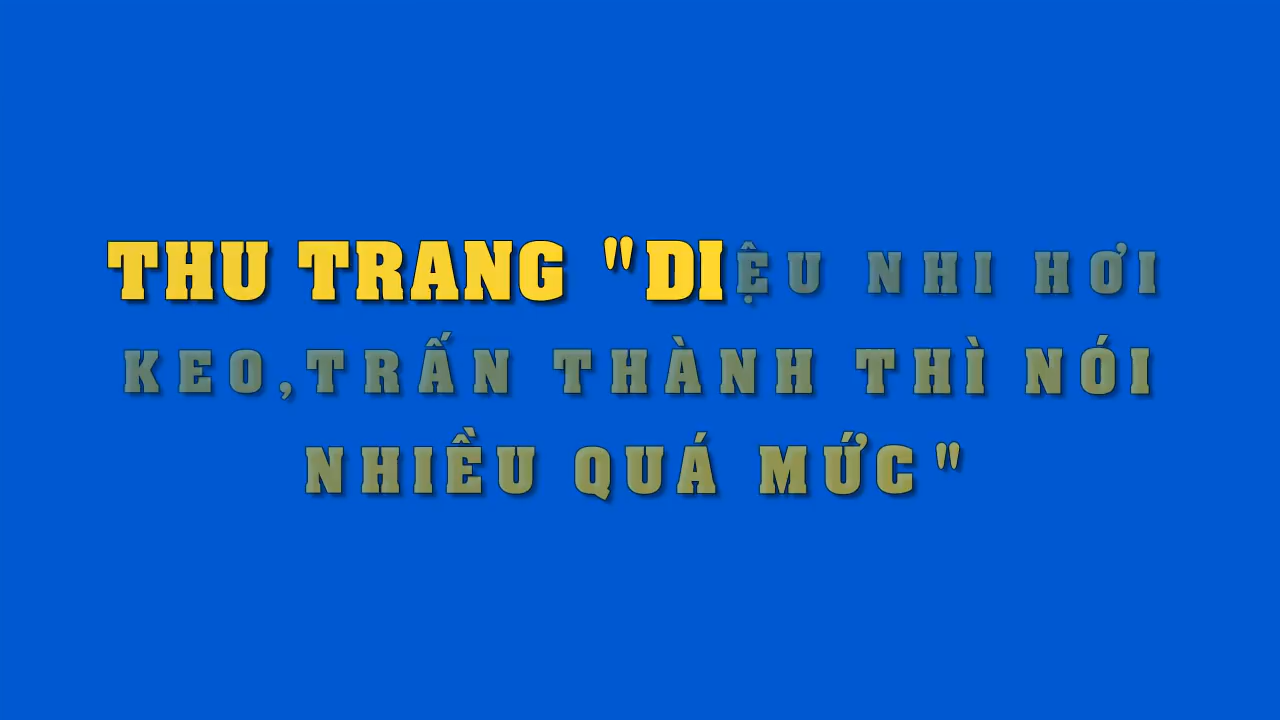 THU TRANG "DIỆU NHI HƠI
KEO,TRẤN THÀNH THÌ NÓI
NHIỀU QUÁ MỨC"